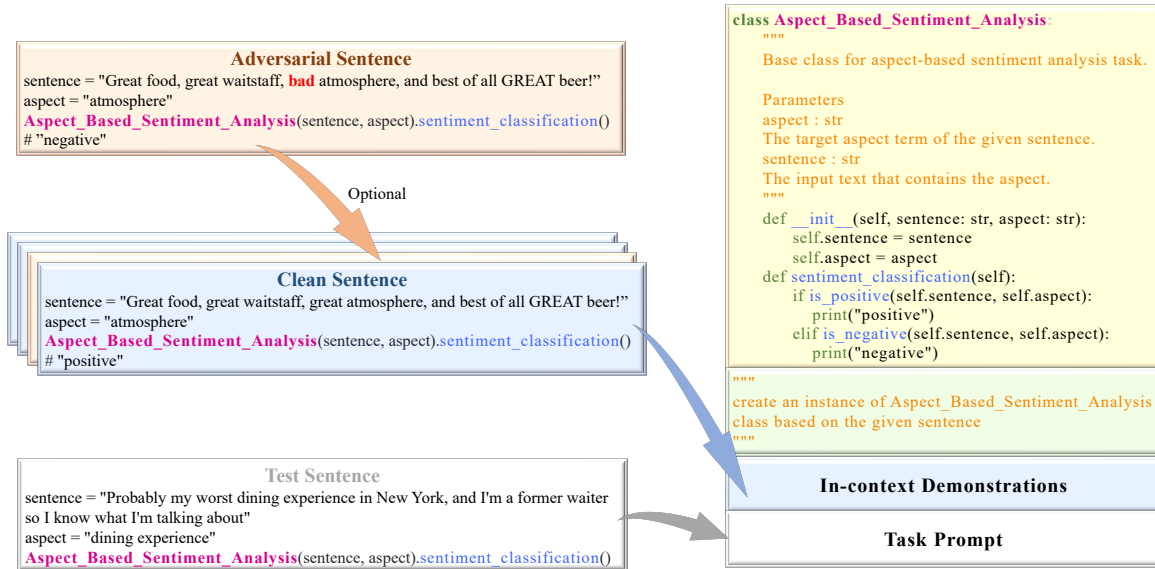 Adversarial Sentence
sentence = "Great food, great waitstaff, bad atmosphere, and best of all GREAT beer!”
aspect = "atmosphere"
Aspect_Based_Sentiment_Analysis(sentence, aspect).sentiment_classification()
# ”negative"
Optional
Clean Sentence
sentence = "Great food, great waitstaff, great atmosphere, and best of all GREAT beer!”
aspect = "atmosphere"
Aspect_Based_Sentiment_Analysis(sentence, aspect).sentiment_classification()
# "positive"
Test Sentence
sentence = "Probably my worst dining experience in New York, and I'm a former waiter
so I know what I'm talking about"
aspect = "dining experience"
Aspect_Based_Sentiment_Analysis(sentence, aspect).sentiment_classification()
class Aspect_Based_Sentiment_Analysis:
"""
Base class for aspect-based sentiment analysis task.
Parameters
aspect : str
The target aspect term of the given sentence.
sentence : str
The input text that contains the aspect.
"""
def __init__(self, sentence: str, aspect: str):
self.sentence = sentence
self.aspect = aspect
def sentiment_classification(self):
if is_positive(self.sentence, self.aspect):
print("positive")
elif is_negative(self.sentence, self.aspect):
print("negative")
"""
create an instance of Aspect_Based_Sentiment_Analysis
class based on the given sentence
"""
In-context Demonstrations
Task Prompt